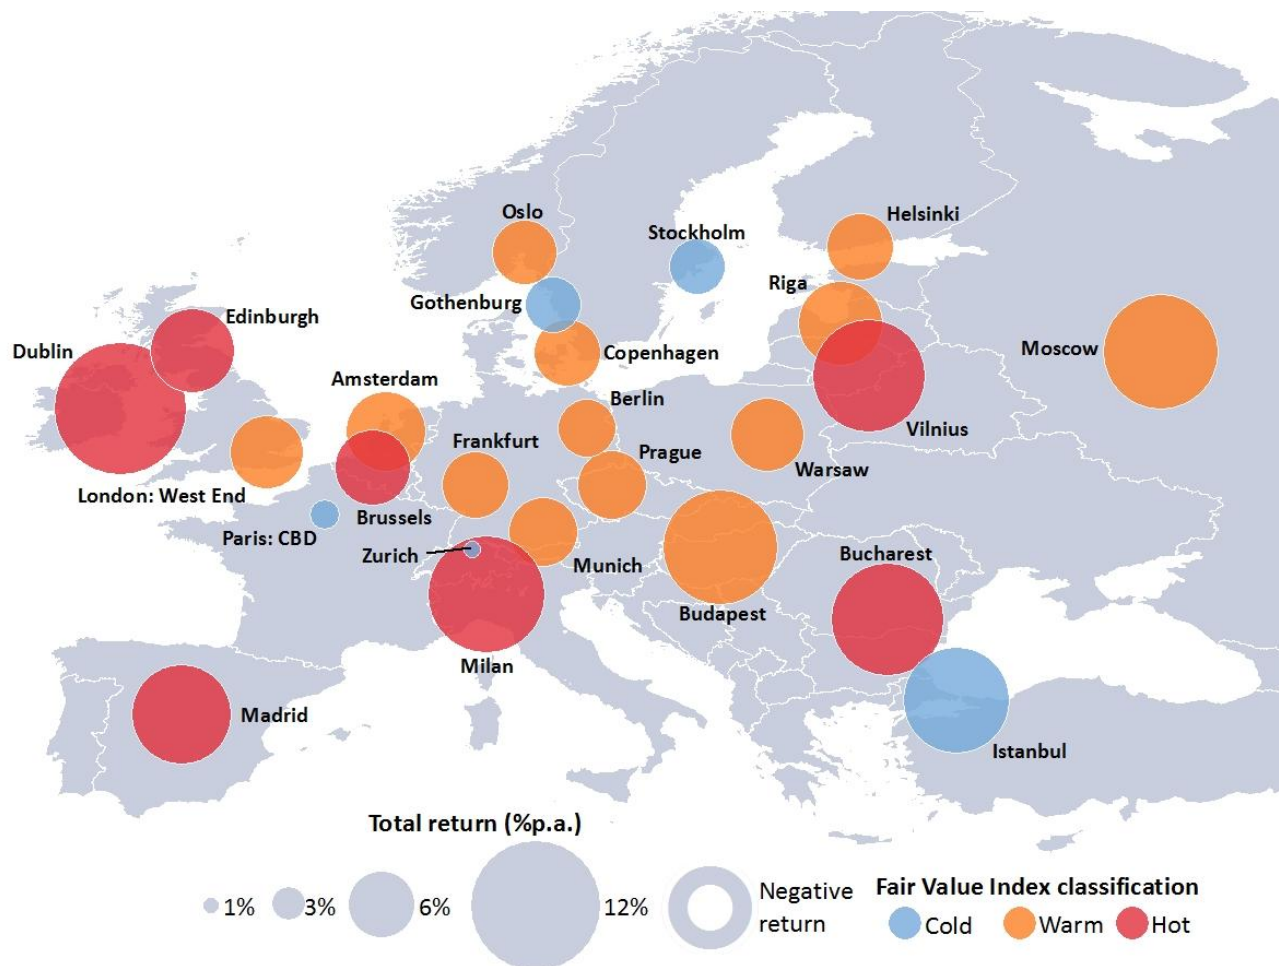 Oslo
Helsinki
Stockholm
Riga
Gothenburg
Edinburgh
Dublin
Copenhagen
Moscow
Amsterdam
Berlin
Vilnius
Frankfurt
Prague
Warsaw
London: West End
Brussels
Paris: CBD
Zurich
Munich
Bucharest
Budapest
Milan
Madrid
Istanbul
Total return (%p.a.)
1%
3%
6%
12%
Negative
return
Fair Value Index classification
Cold
Warm
Hot